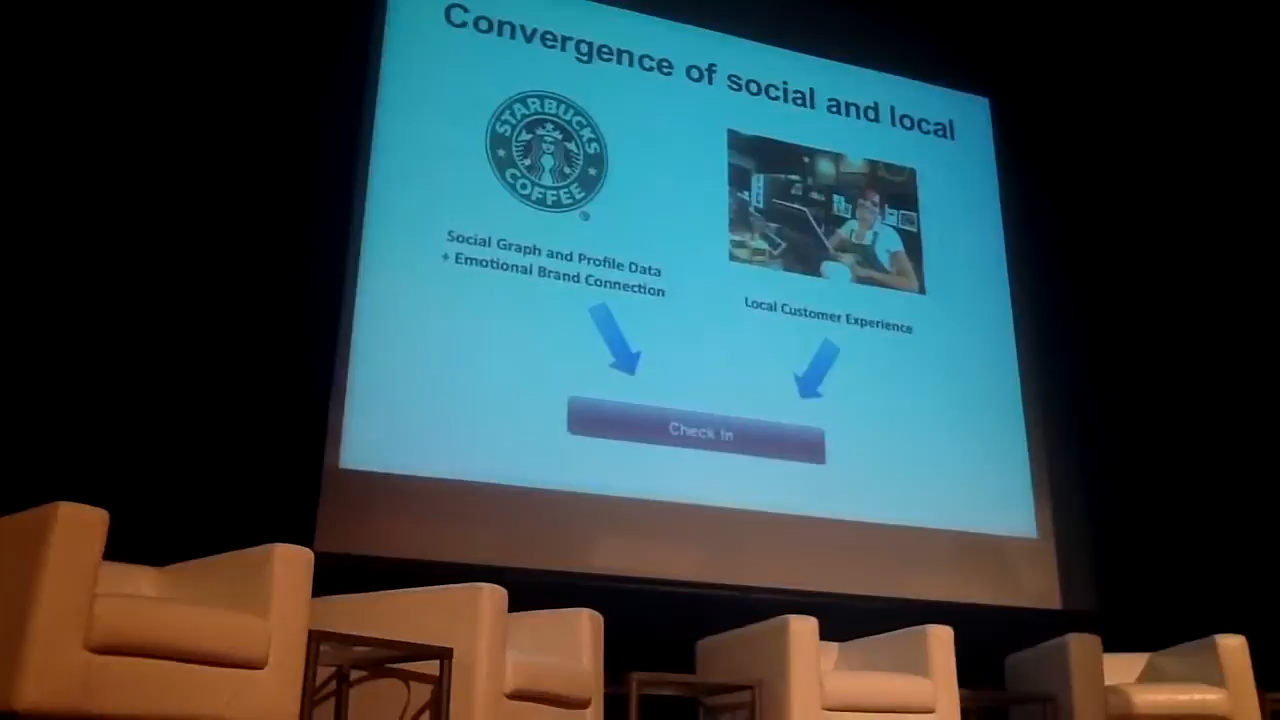 Convergence of social and local
STARBUCKS
COFFEE
®
Social Graph and Profile Data
+ Emotional Brand Connection
Local Customer Experience
Check In